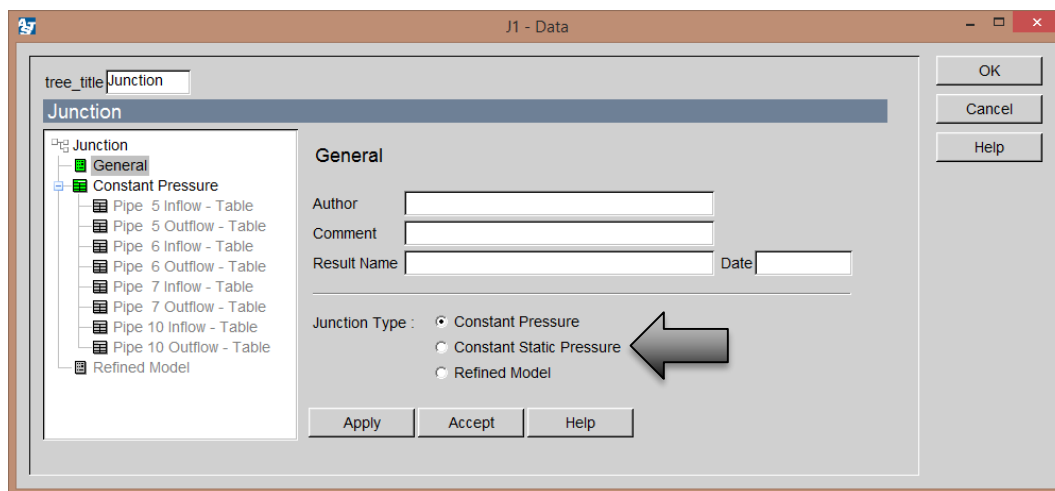 J1 - Data
tree_title Junction
OK
Junction
Cancel
Junction
General
Constant Pressure
Pipe 5 Inflow - Table
Pipe 5 Outflow - Table
Pipe 6 Inflow - Table
Pipe 6 Outflow - Table
Pipe 7 Inflow - Table
Pipe 7 Outflow - Table
Pipe 10 Inflow - Table
Pipe 10 Outflow - Table
Refined Model
General
Help
Author
Comment
Result Name Date
Junction Type : Constant Pressure
Constant Static Pressure
Refined Model
Apply Accept Help